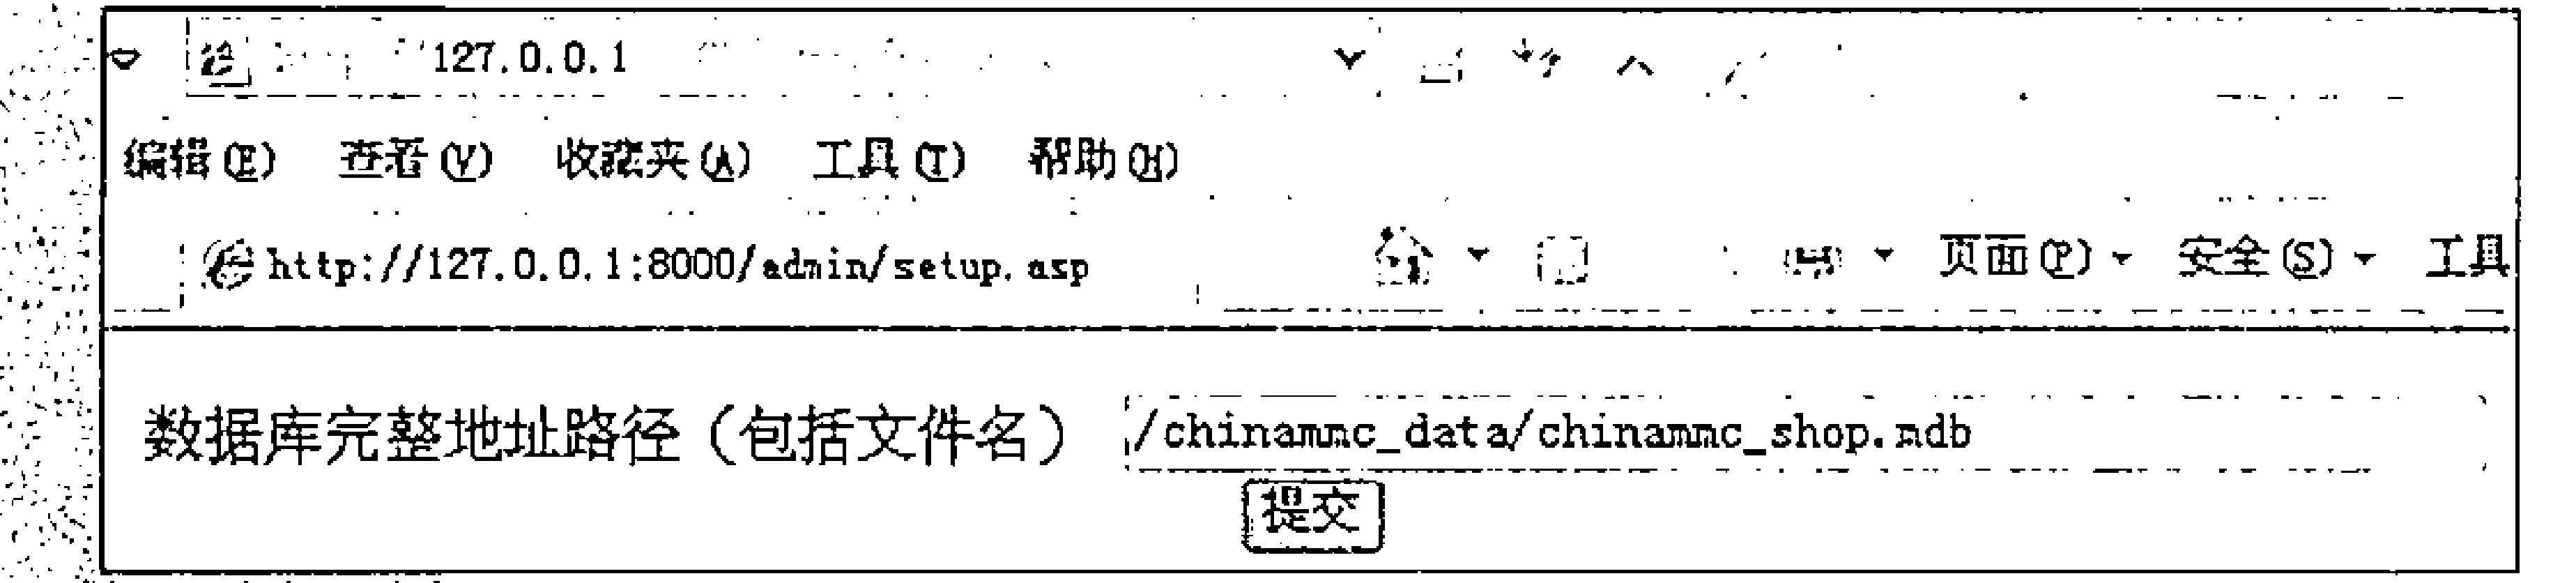 127.0.0.1
编辑(E) 查看(V) 收藏夹(A) 工具(T) 帮助(H)
http://127.0.0.1:8000/admin/setup.asp 页面(P) 安全(S) 工具
数据库完整地址路径（包括文件名） /chinammc_data/chinammc_shop.mdb
提交